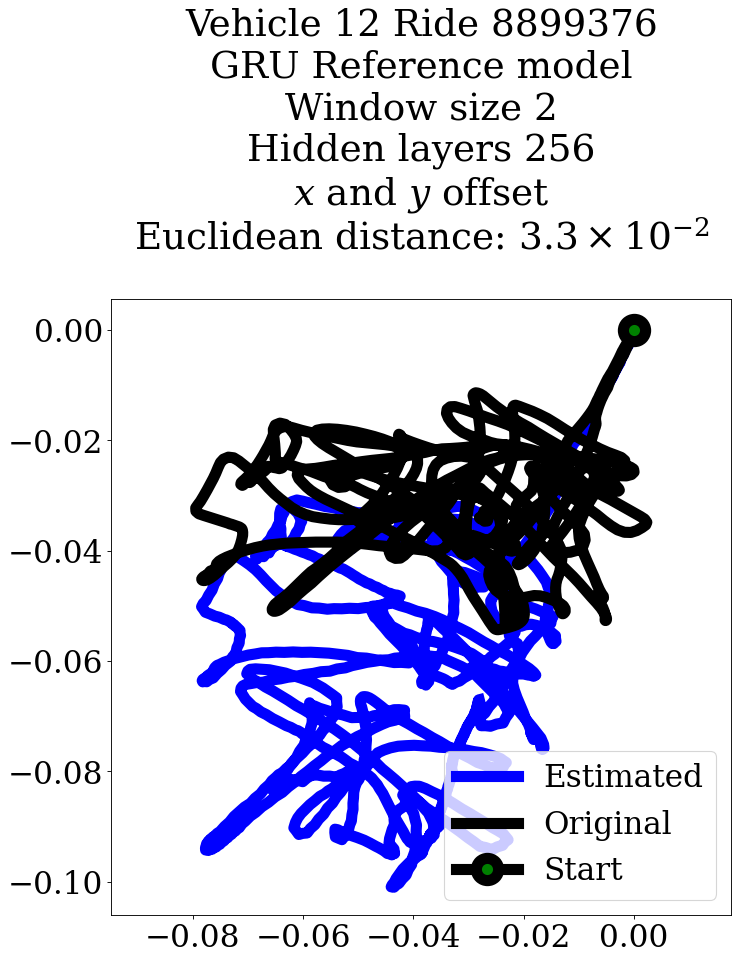 Vehicle 12 Ride 8899376
GRU Reference model
Window size 2
Hidden layers 256
x and y offset
Euclidean distance: 3.3 × 10⁻²
0.00
−0.02
−0.04
−0.06
−0.08
−0.10
Estimated
Original
Start
−0.08 −0.06 −0.04 −0.02 0.00